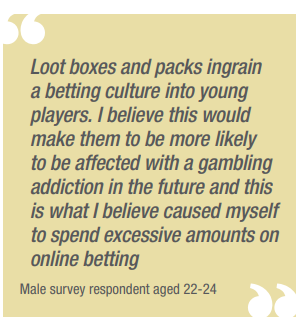 Loot boxes and packs ingrain
a betting culture into young
players. I believe this would
make them to be more likely
to be affected with a gambling
addiction in the future and this
is what I believe caused myself
to spend excessive amounts on
online betting
Male survey respondent aged 22-24